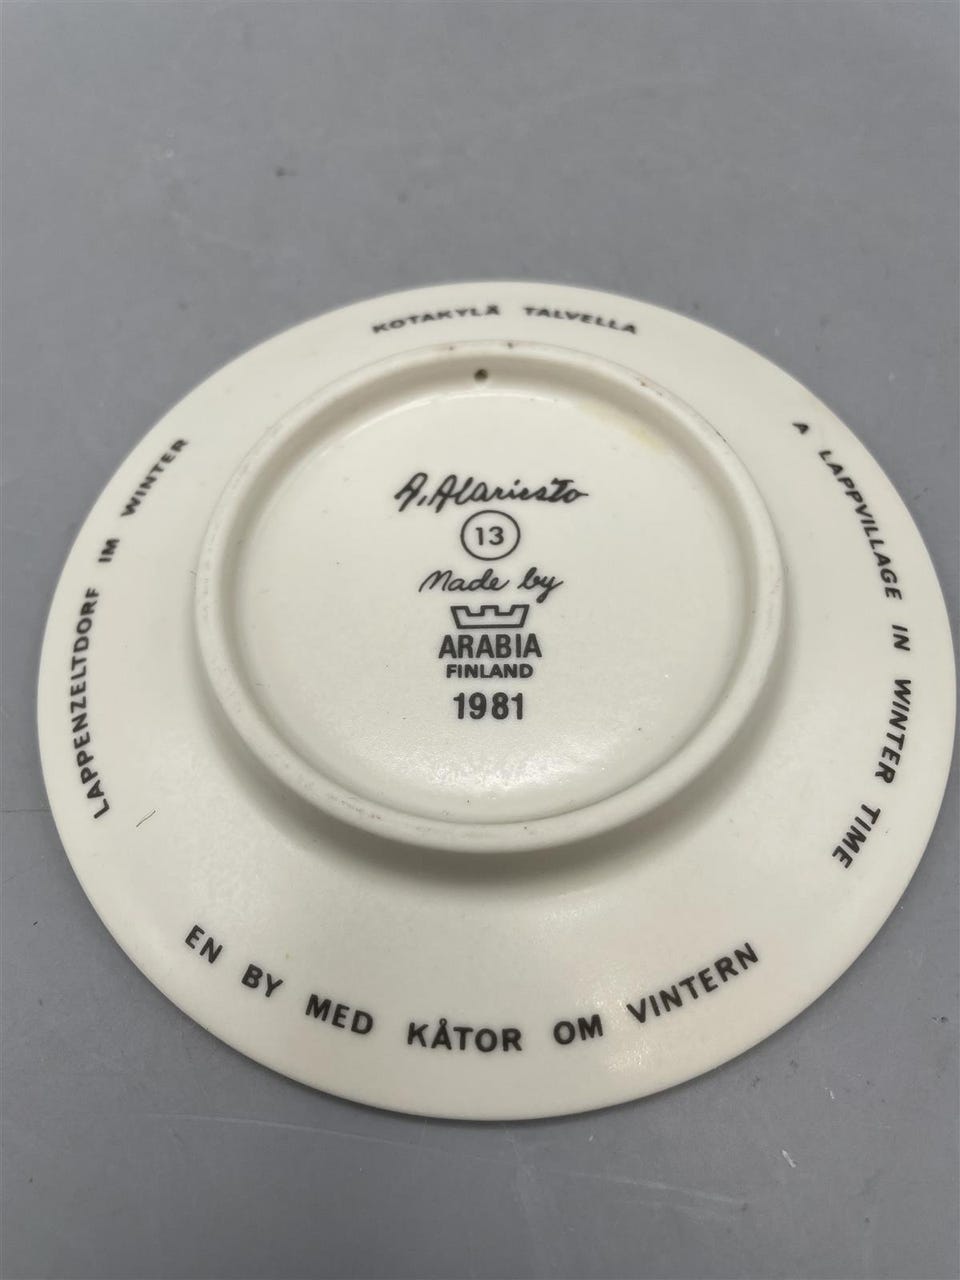 KOTAKYLÄ TALVELLA
A LAPPVILLAGE IN WINTER TIME
EN BY MED KÅTOR OM VINTERN
LAPPENZELTDORF IM WINTER
A. Alariesto
13
Made by
ARABIA
FINLAND
1981